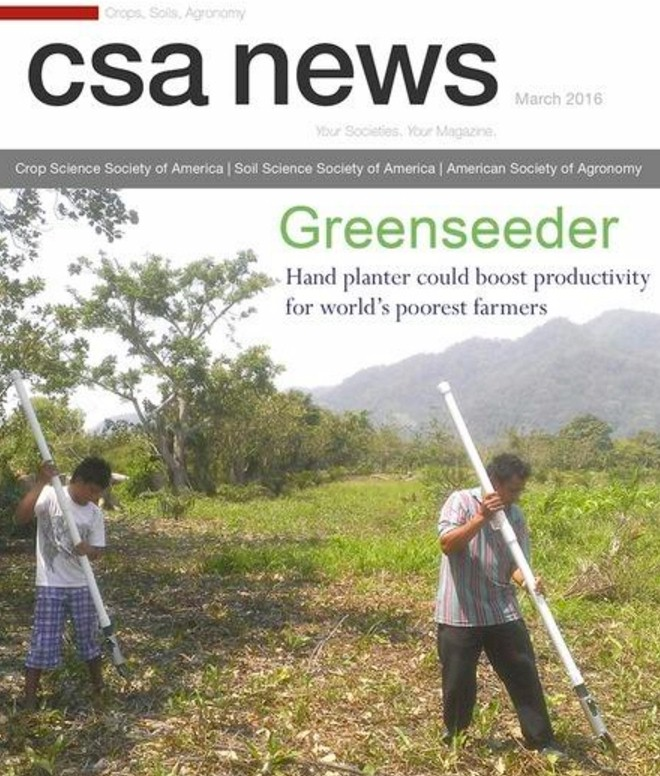 Crops, Soils, Agronomy
csa news
March 2016
Your Societies. Your Magazine.
Crop Science Society of America | Soil Science Society of America | American Society of Agronomy
Greenseeder
Hand planter could boost productivity
for world's poorest farmers